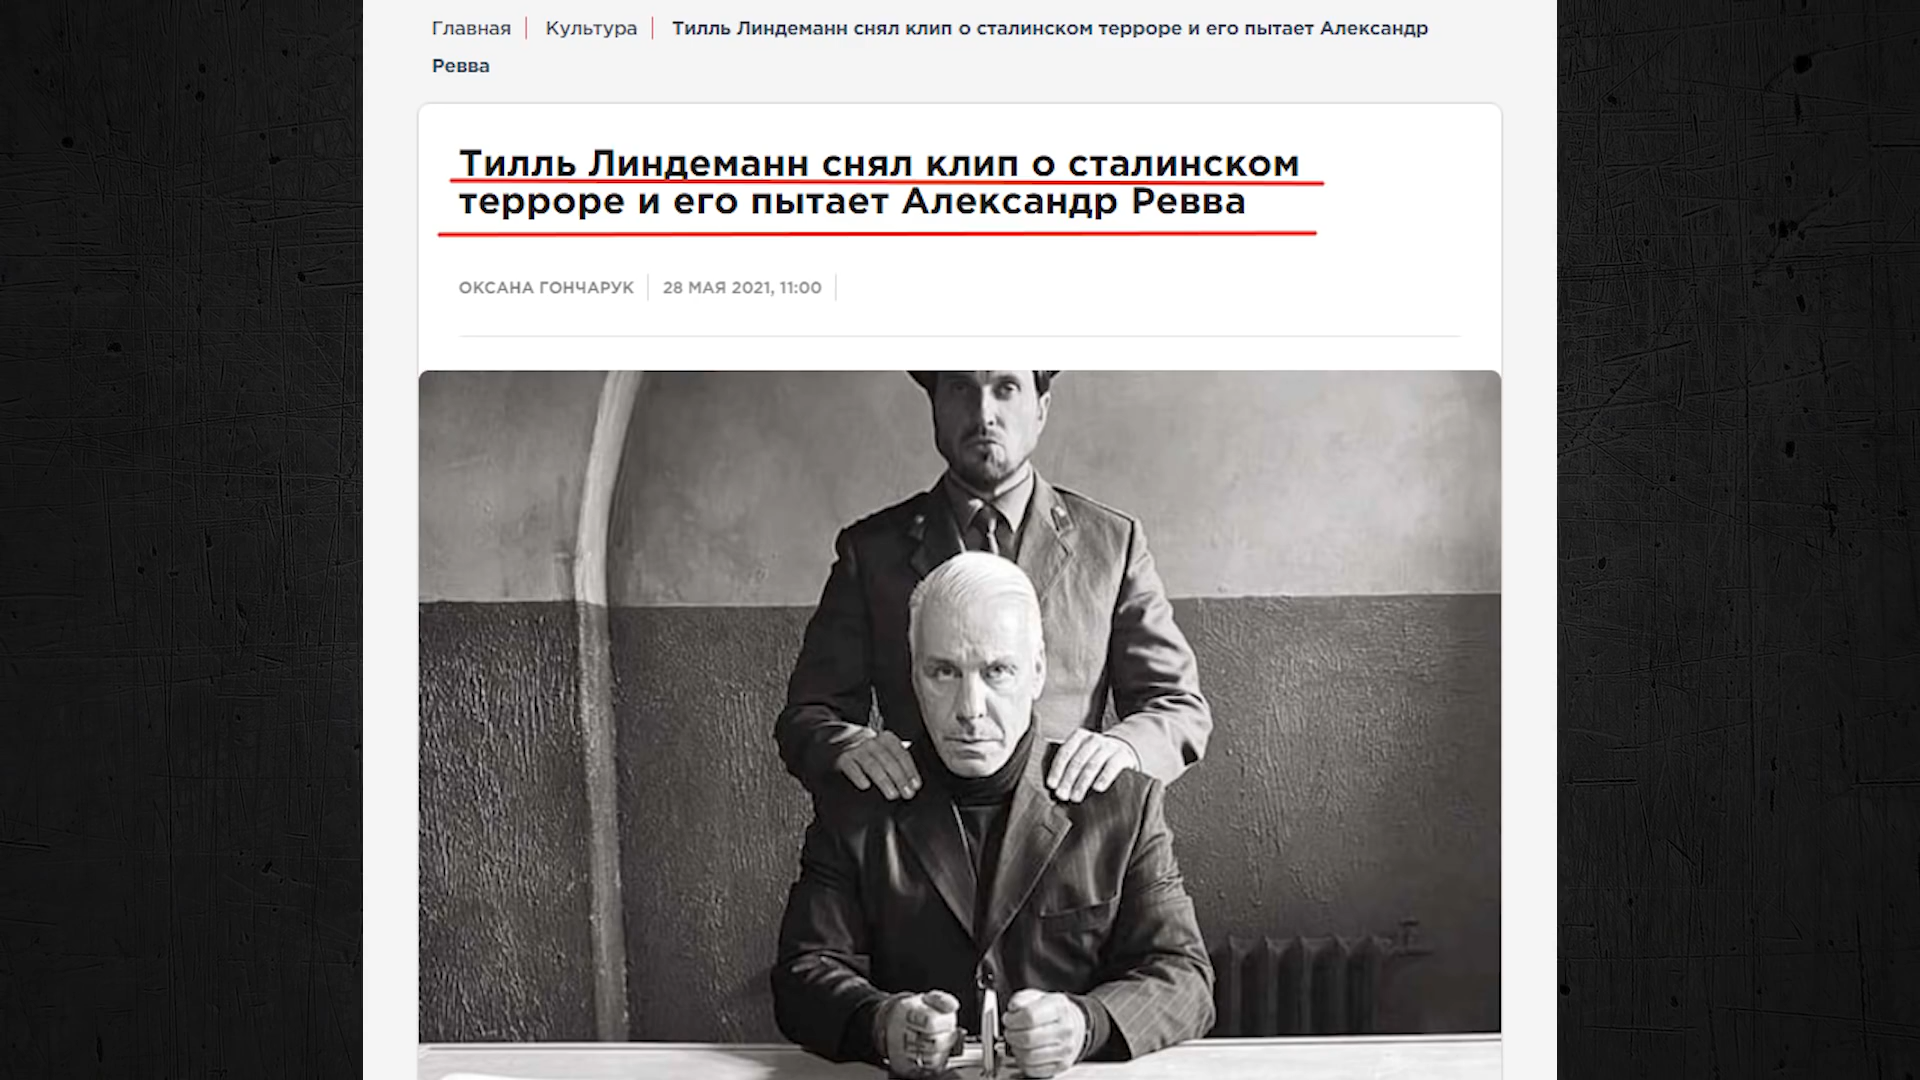 Главная Культура Тилль Линдеманн снял клип о сталинском терроре и его пытает Александр
Ревва
Тилль Линдеманн снял клип о сталинском
терроре и его пытает Александр Ревва
ОКСАНА ГОНЧАРУК 28 МАЯ 2021, 11:00